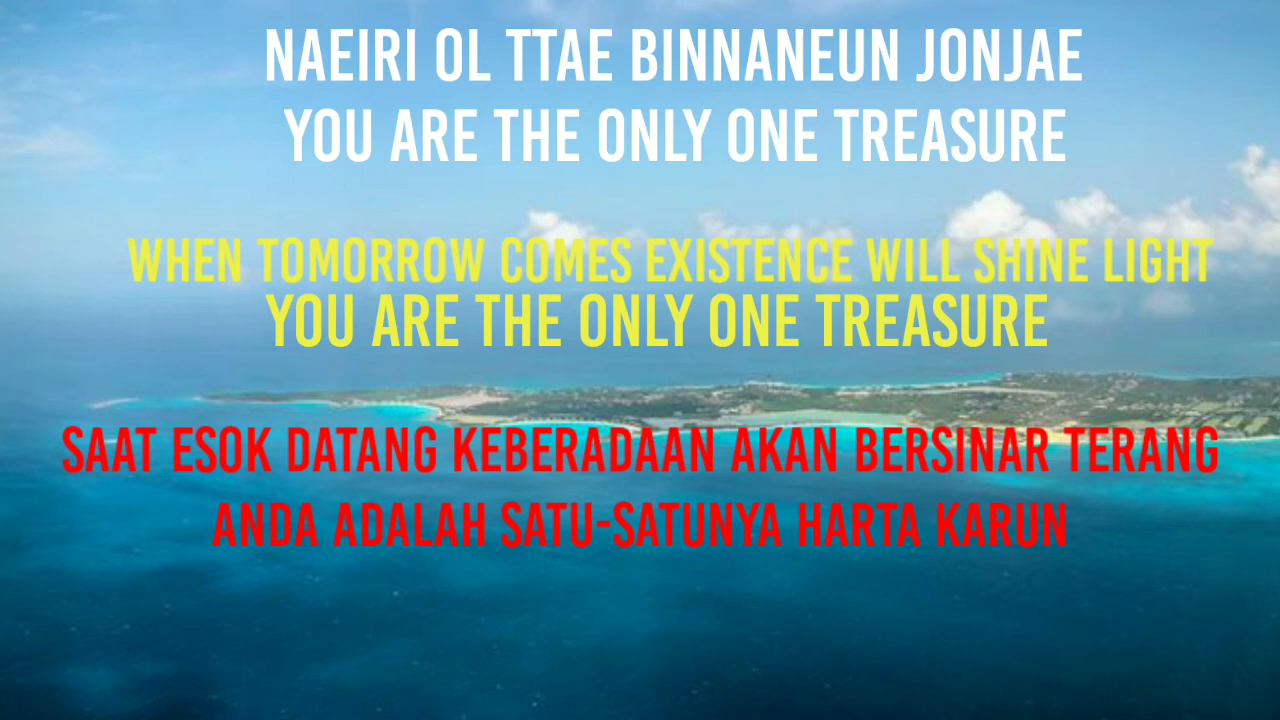 NAEIRI OL TTAE BINNANEUN JONJAE
YOU ARE THE ONLY ONE TREASURE
WHEN TOMORROW COMES EXISTENCE WILL SHINE LIGHT
YOU ARE THE ONLY ONE TREASURE
SAAT ESOK DATANG KEBERADAAN AKAN BERSINAR TERANG
ANDA ADALAH SATU-SATUNYA HARTA KARUN